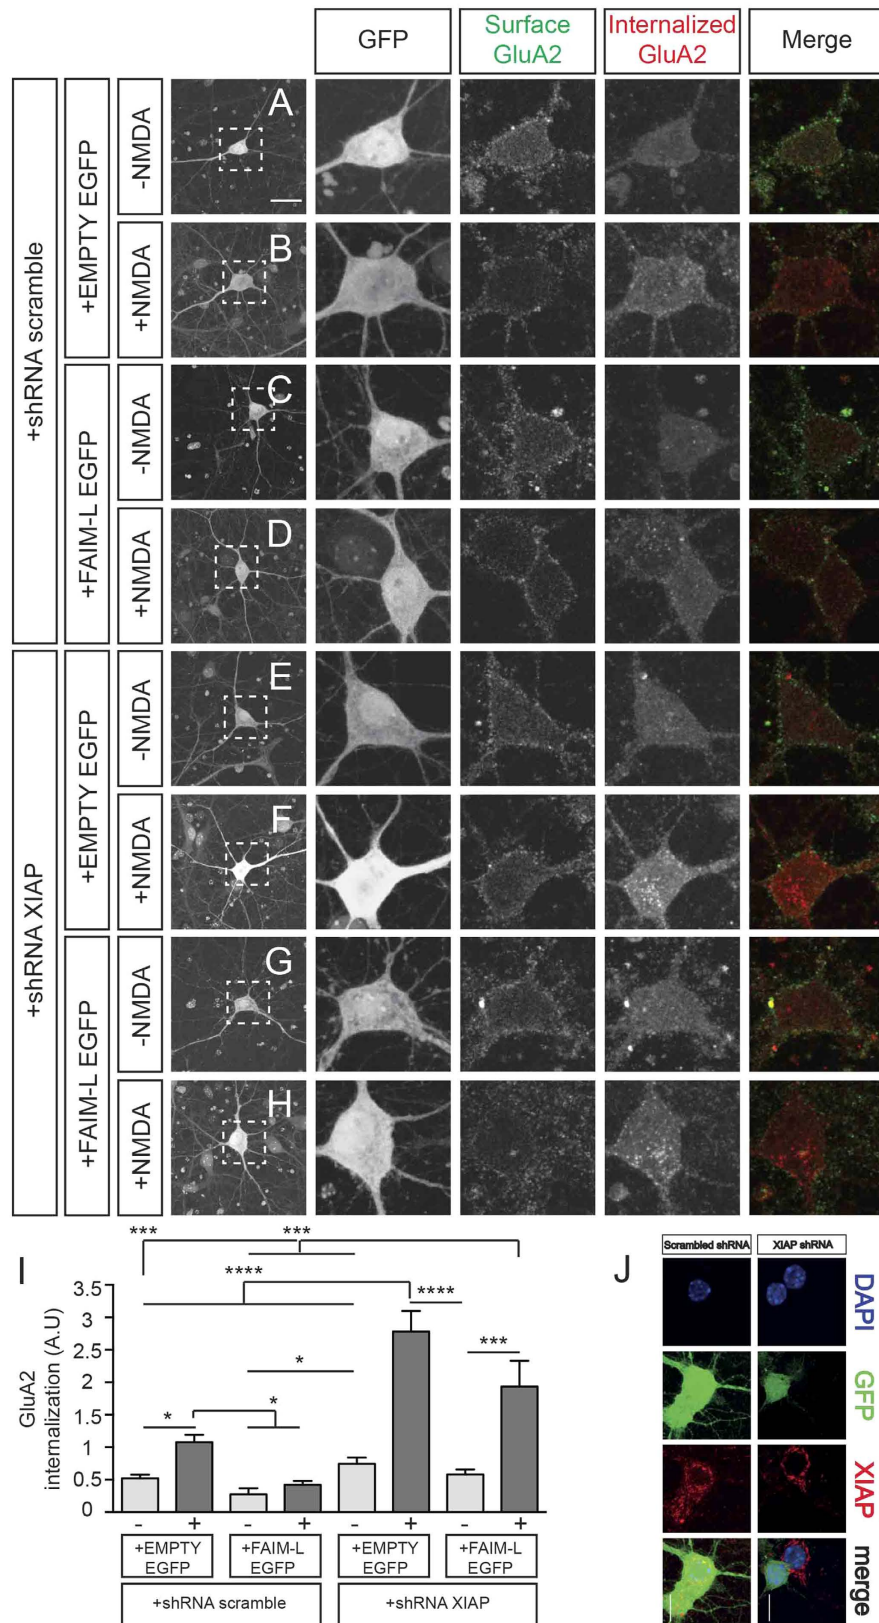 GFP
Surface
GluA2
Internalized
GluA2
Merge
+shRNA scramble
+EMPTY EGFP
-NMDA
A
+NMDA
B
+FAIM-L EGFP
-NMDA
C
+NMDA
D
+shRNA XIAP
+EMPTY EGFP
-NMDA
E
+NMDA
F
+FAIM-L EGFP
-NMDA
G
+NMDA
H
I
***
***
****
****
***
*
*
*
GluA2
internalization (A.U)
3.5
3
2.5
2
1.5
1
0.5
0
- + - + - + - +
+EMPTY
EGFP
+FAIM-L
EGFP
+EMPTY
EGFP
+FAIM-L
EGFP
+shRNA scramble
+shRNA XIAP
J
Scrambled shRNA
XIAP shRNA
DAPI
GFP
XIAP
merge